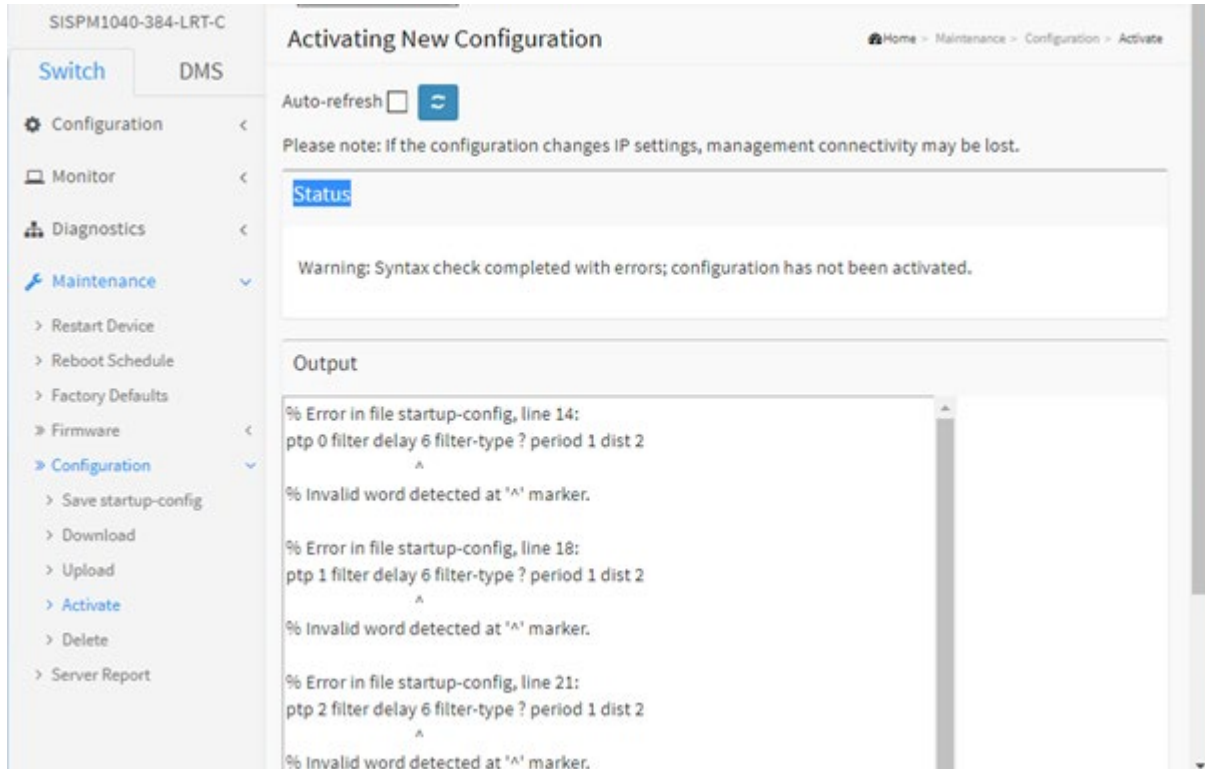 SISPM1040-384-LRT-C
Switch DMS
Configuration
Monitor
Diagnostics
Maintenance
Restart Device
Reboot Schedule
Factory Defaults
Firmware
Configuration
Save startup-config
Download
Upload
Activate
Delete
Server Report
Activating New Configuration
Home > Maintenance > Configuration > Activate
Auto-refresh
Please note: If the configuration changes IP settings, management connectivity may be lost.
Status
Warning: Syntax check completed with errors; configuration has not been activated.
Output
% Error in file startup-config, line 14:
ptp 0 filter delay 6 filter-type ? period 1 dist 2
^
% Invalid word detected at '^' marker.
% Error in file startup-config, line 18:
ptp 1 filter delay 6 filter-type ? period 1 dist 2
^
% Invalid word detected at '^' marker.
% Error in file startup-config, line 21:
ptp 2 filter delay 6 filter-type ? period 1 dist 2
^
% Invalid word detected at '^' marker.